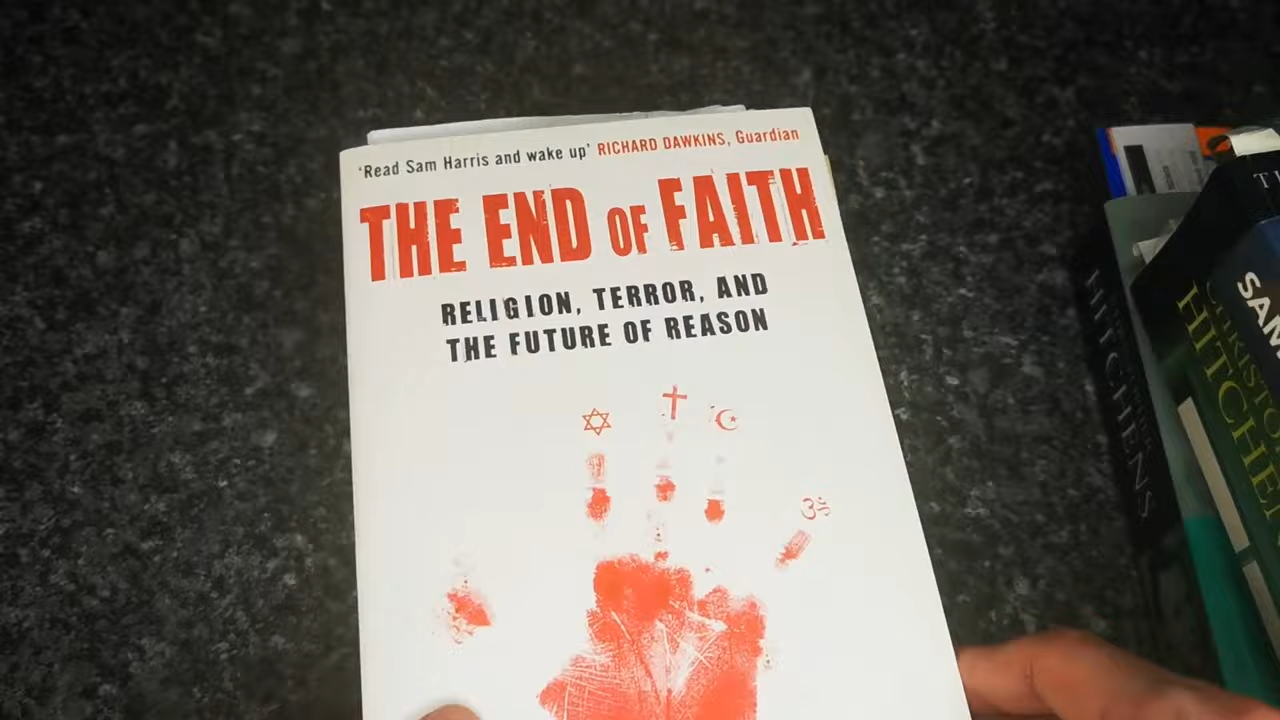 'Read Sam Harris and wake up' RICHARD DAWKINS, Guardian
THE END OF FAITH
RELIGION, TERROR, AND
THE FUTURE OF REASON
HITCHENS